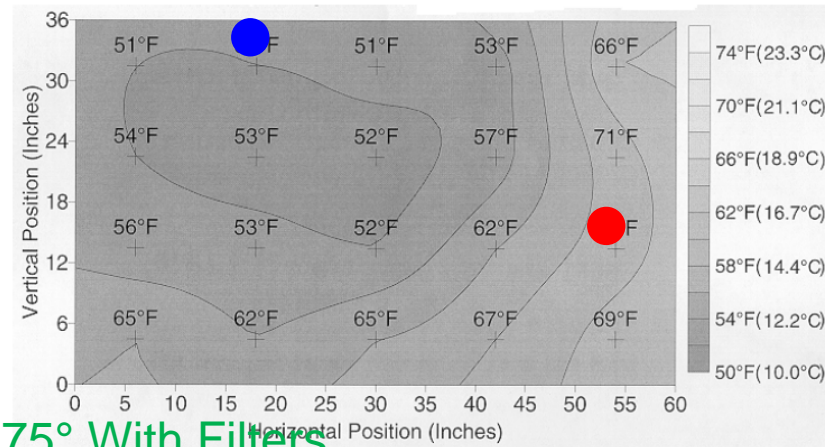 36
51°F F 51°F 53°F 66°F
74°F(23.3°C)
30
70°F(21.1°C)
24
54°F 53°F 52°F 57°F 71°F
66°F(18.9°C)
18
62°F(16.7°C)
56°F 53°F 52°F 62°F F
12
58°F(14.4°C)
6
65°F 62°F 65°F 67°F 69°F
54°F(12.2°C)
0
50°F(10.0°C)
0 5 10 15 20 25 30 35 40 45 50 55 60
Vertical Position (Inches)
Horizontal Position (Inches)
75° With Filters